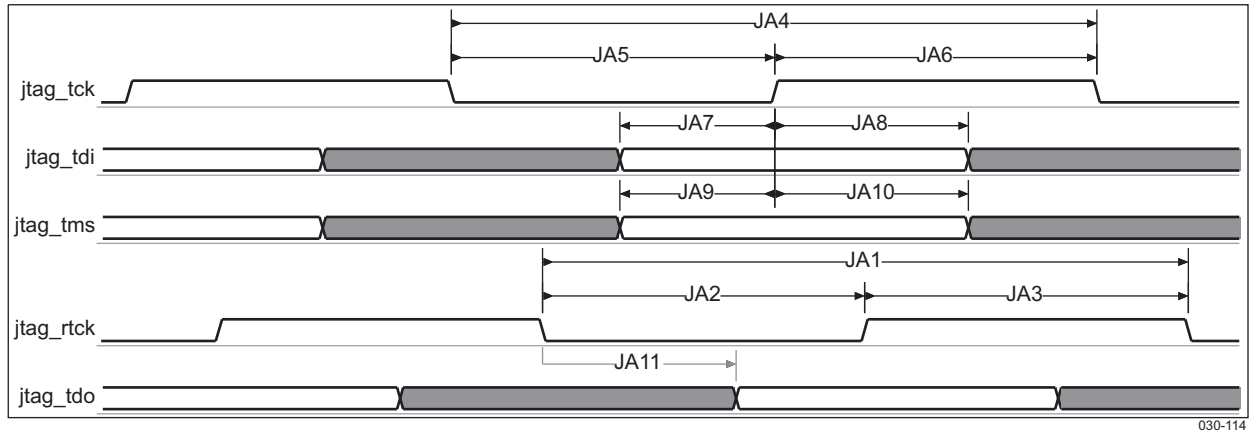 JA4
JA5 JA6
jtag_tck
JA7 JA8
jtag_tdi
JA9 JA10
jtag_tms
JA1
JA2 JA3
jtag_rtck
JA11
jtag_tdo
030-114